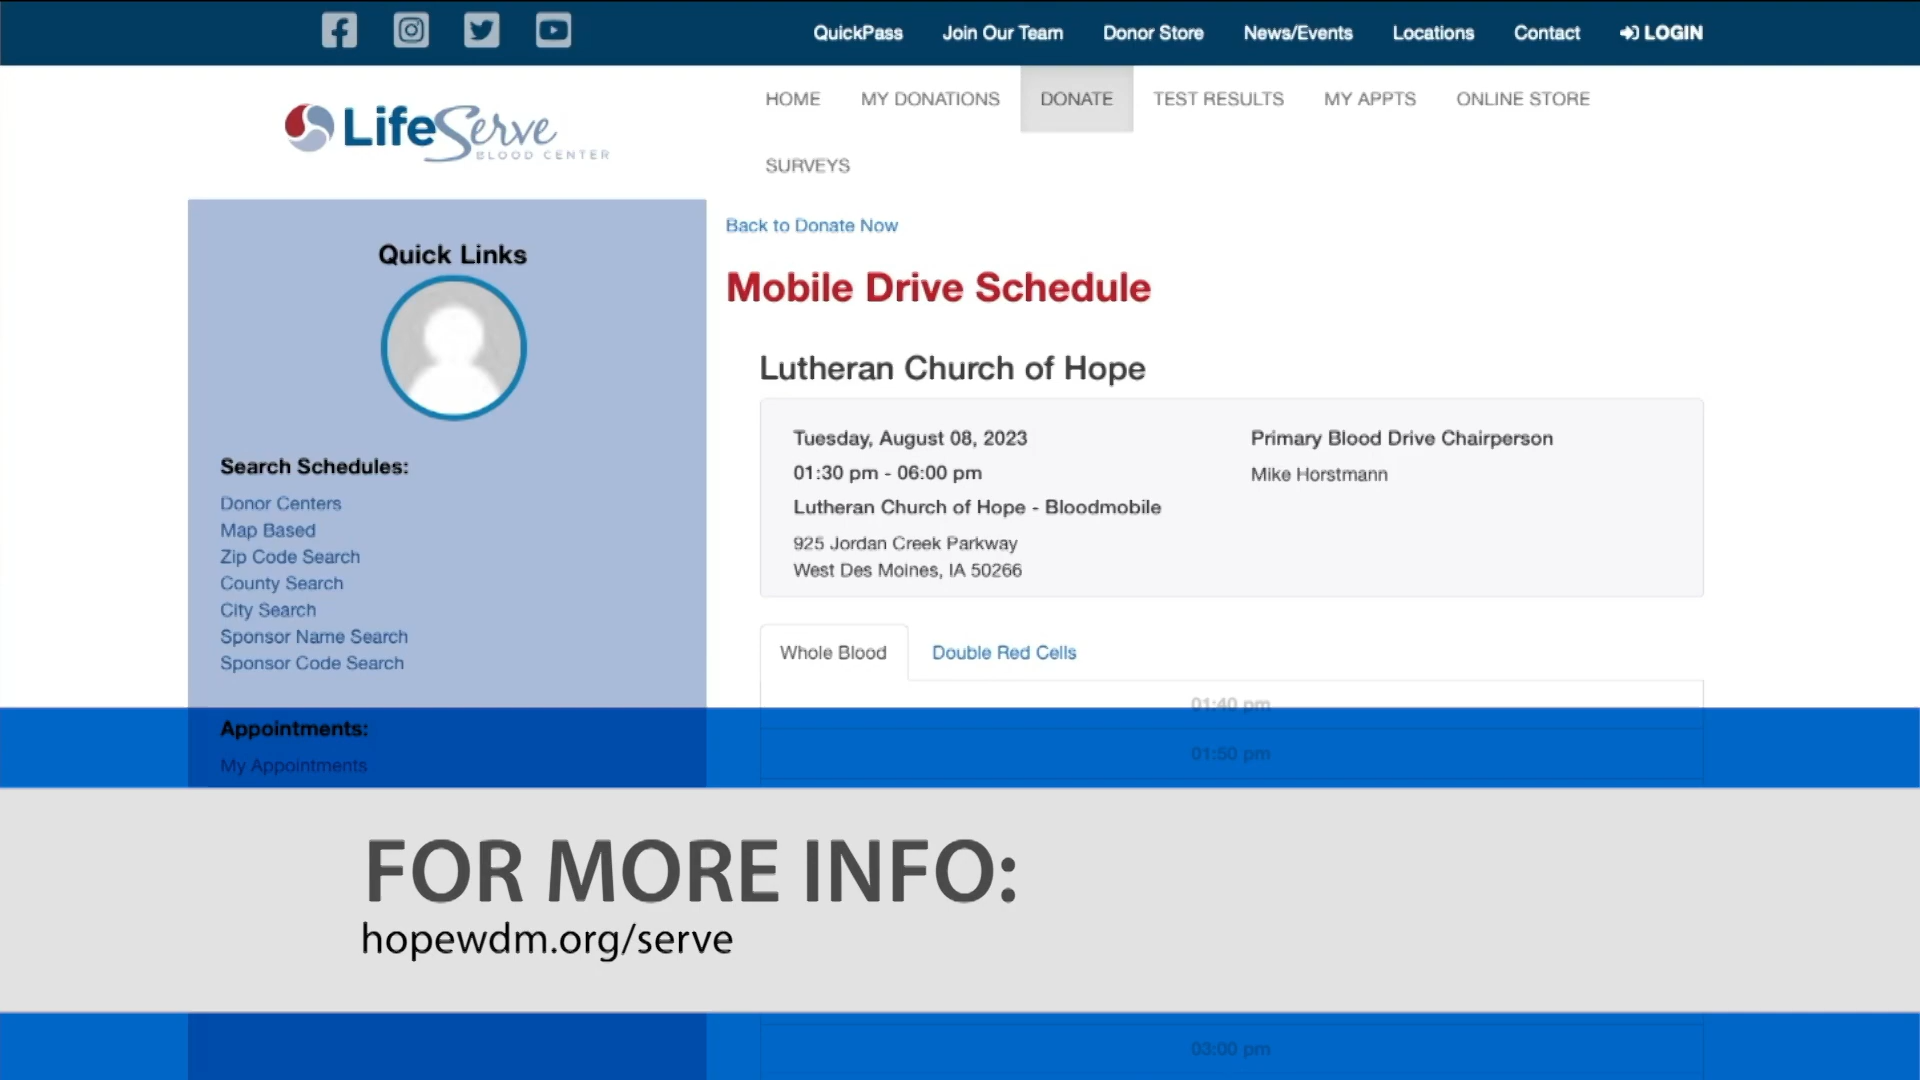 QuickPass Join Our Team Donor Store News/Events Locations Contact LOGIN
LifeServe
BLOOD CENTER
HOME MY DONATIONS DONATE TEST RESULTS MY APPTS ONLINE STORE
SURVEYS
Quick Links
Search Schedules:
Donor Centers
Map Based
Zip Code Search
County Search
City Search
Sponsor Name Search
Sponsor Code Search
Appointments:
My Appointments
Back to Donate Now
Mobile Drive Schedule
Lutheran Church of Hope
Tuesday, August 08, 2023
01:30 pm - 06:00 pm
Lutheran Church of Hope - Bloodmobile
925 Jordan Creek Parkway
West Des Moines, IA 50266
Primary Blood Drive Chairperson
Mike Horstmann
Whole Blood Double Red Cells
01:40 pm
01:50 pm
FOR MORE INFO:
hopewdm.org/serve
03:00 pm